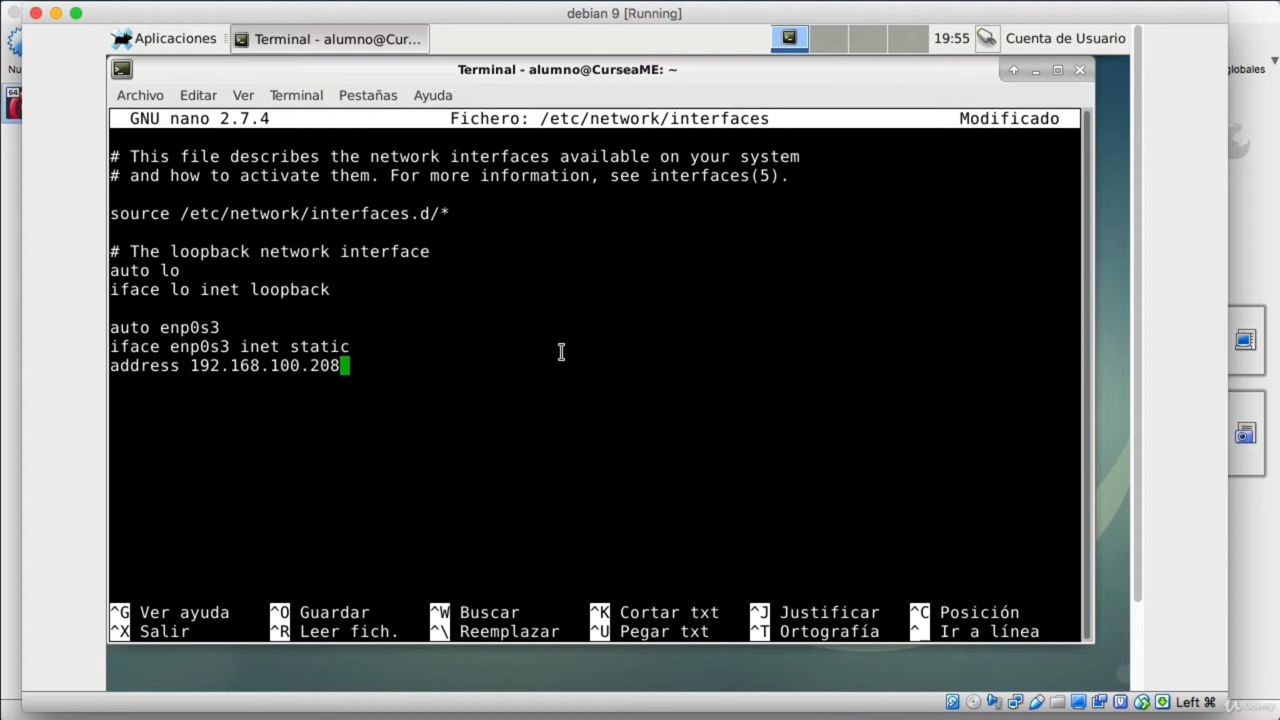 debian 9 [Running]
Aplicaciones
Terminal - alumno@Cur...
19:55
Cuenta de Usuario
Nu
64
globales
Terminal - alumno@CurseaME: ~
Archivo Editar Ver Terminal Pestañas Ayuda
GNU nano 2.7.4 Fichero: /etc/network/interfaces Modificado
# This file describes the network interfaces available on your system
# and how to activate them. For more information, see interfaces(5).
source /etc/network/interfaces.d/*
# The loopback network interface
auto lo
iface lo inet loopback
auto enp0s3
iface enp0s3 inet static
address 192.168.100.208
^G Ver ayuda ^O Guardar ^W Buscar ^K Cortar txt ^J Justificar ^C Posición
^X Salir ^R Leer fich. ^\ Reemplazar ^U Pegar txt ^T Ortografía ^_ Ir a línea
Left ⌘
Udemy